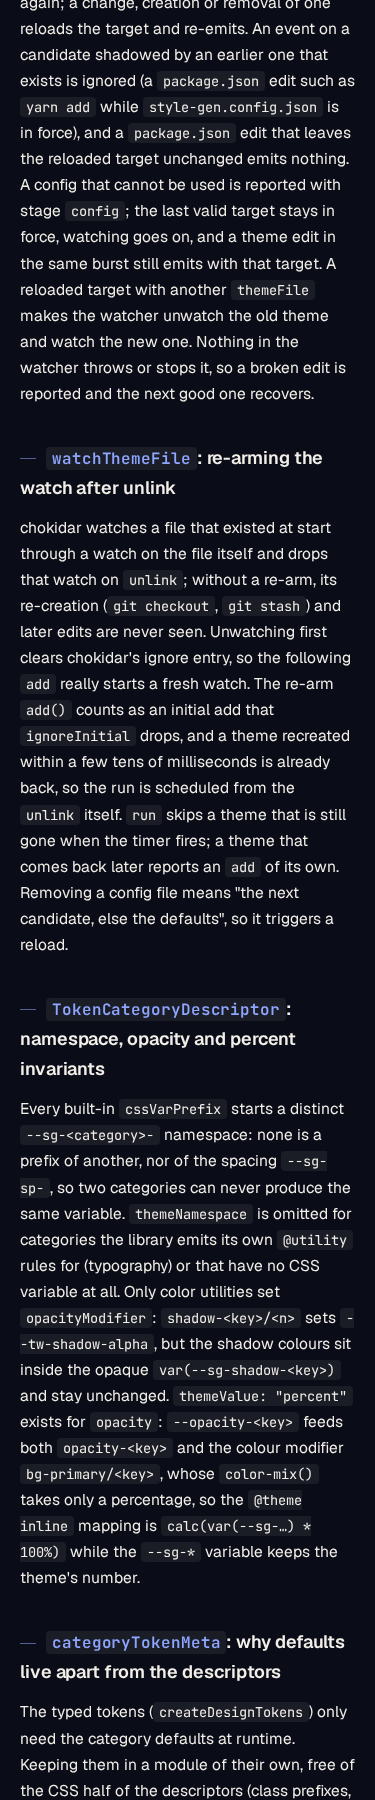 again; a change, creation or removal of one
reloads the target and re-emits. An event on a
candidate shadowed by an earlier one that
exists is ignored (a package.json edit such as
yarn add while style-gen.config.json is
in force), and a package.json edit that leaves
the reloaded target unchanged emits nothing.
A config that cannot be used is reported with
stage config; the last valid target stays in
force, watching goes on, and a theme edit in
the same burst still emits with that target. A
reloaded target with another themeFile
makes the watcher unwatch the old theme
and watch the new one. Nothing in the
watcher throws or stops it, so a broken edit is
reported and the next good one recovers.
— watchThemeFile: re-arming the
watch after unlink
chokidar watches a file that existed at start
through a watch on the file itself and drops
that watch on unlink; without a re-arm, its
re-creation (git checkout, git stash) and
later edits are never seen. Unwatching first
clears chokidar's ignore entry, so the following
add really starts a fresh watch. The re-arm
add() counts as an initial add that
ignoreInitial drops, and a theme recreated
within a few tens of milliseconds is already
back, so the run is scheduled from the
unlink itself. run skips a theme that is still
gone when the timer fires; a theme that
comes back later reports an add of its own.
Removing a config file means "the next
candidate, else the defaults", so it triggers a
reload.
— TokenCategoryDescriptor:
namespace, opacity and percent
invariants
Every built-in cssVarPrefix starts a distinct
--sg-<category>- namespace: none is a
prefix of another, nor of the spacing --sg-
sp-, so two categories can never produce the
same variable. themeNamespace is omitted for
categories the library emits its own @utility
rules for (typography) or that have no CSS
variable at all. Only color utilities set
opacityModifier: shadow-<key>/<n> sets -
-tw-shadow-alpha, but the shadow colours sit
inside the opaque var(--sg-shadow-<key>)
and stay unchanged. themeValue: "percent"
exists for opacity: --opacity-<key> feeds
both opacity-<key> and the colour modifier
bg-primary/<key>, whose color-mix()
takes only a percentage, so the @theme
inline mapping is calc(var(--sg-…) *
100%) while the --sg-* variable keeps the
theme's number.
— categoryTokenMeta: why defaults
live apart from the descriptors
The typed tokens (createDesignTokens) only
need the category defaults at runtime.
Keeping them in a module of their own, free of
the CSS half of the descriptors (class prefixes,